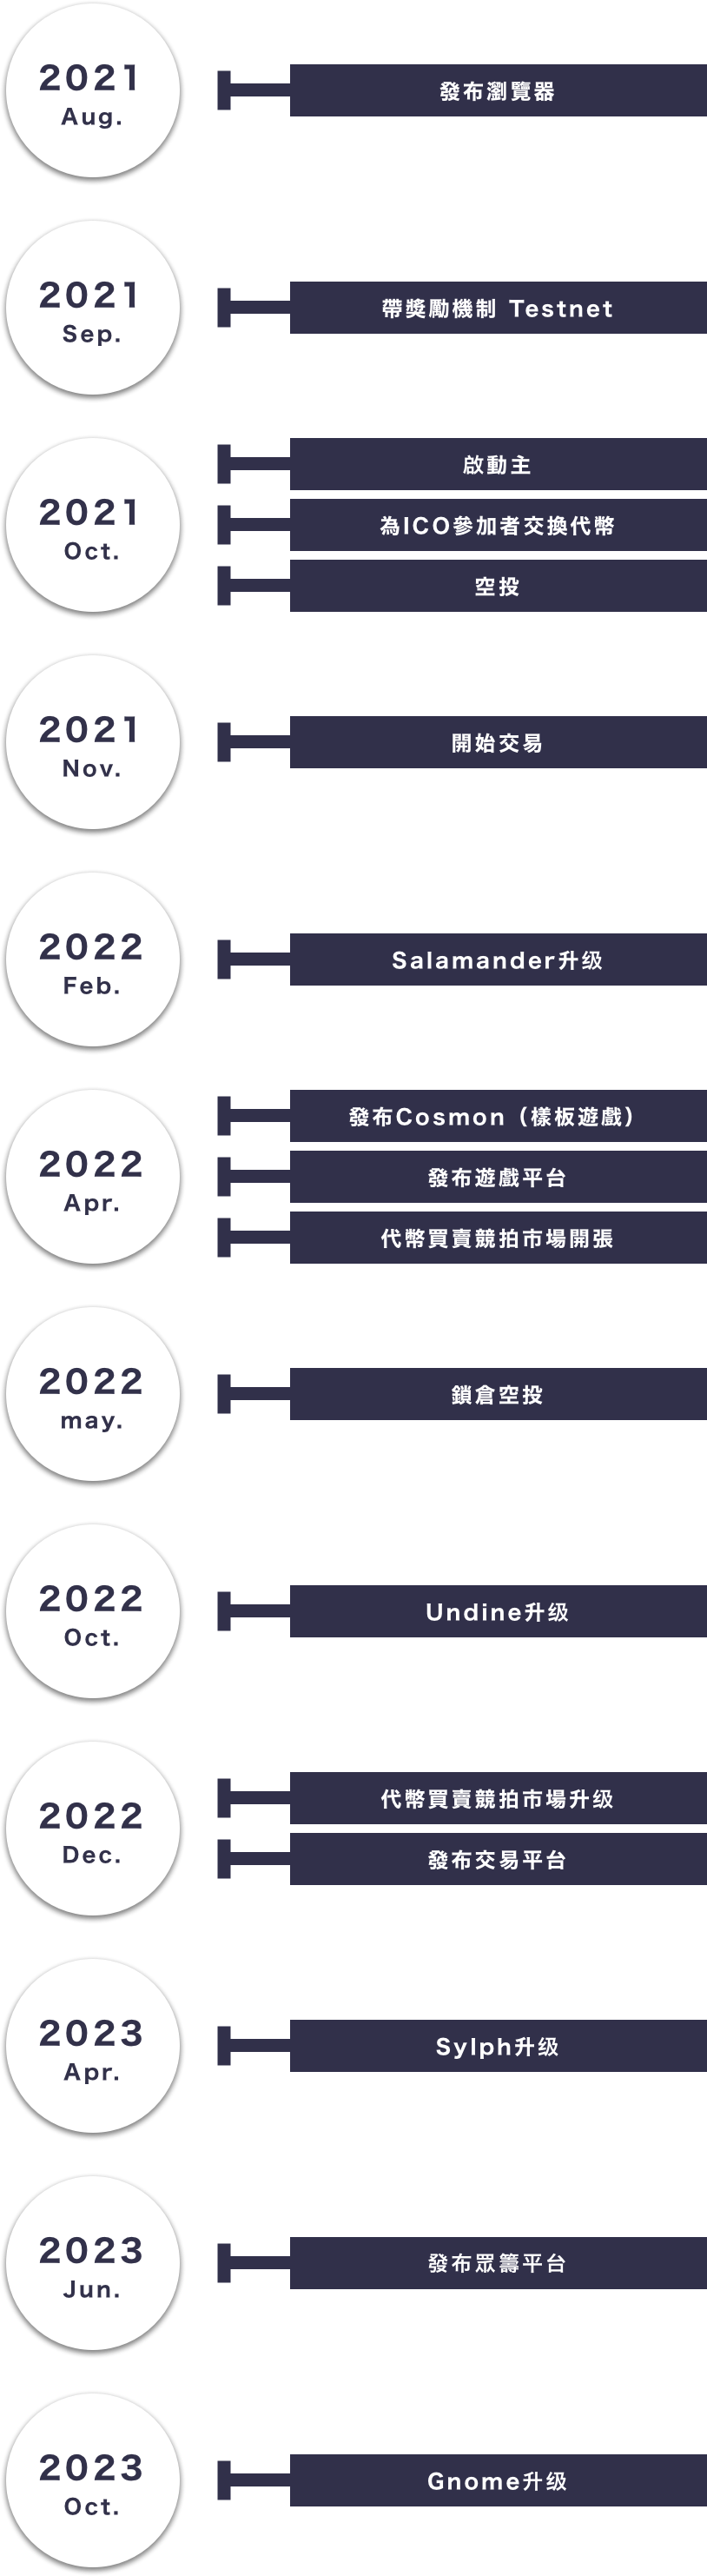 2021
Aug.
發布瀏覽器
2021
Sep.
帶獎勵機制 Testnet
2021
Oct.
啟動主
為ICO參加者交換代幣
空投
2021
Nov.
開始交易
2022
Feb.
Salamander升级
2022
Apr.
發布Cosmon（樣板遊戲）
發布遊戲平台
代幣買賣競拍市場開張
2022
may.
鎖倉空投
2022
Oct.
Undine升级
2022
Dec.
代幣買賣競拍市場升级
發布交易平台
2023
Apr.
Sylph升级
2023
Jun.
發布眾籌平台
2023
Oct.
Gnome升级